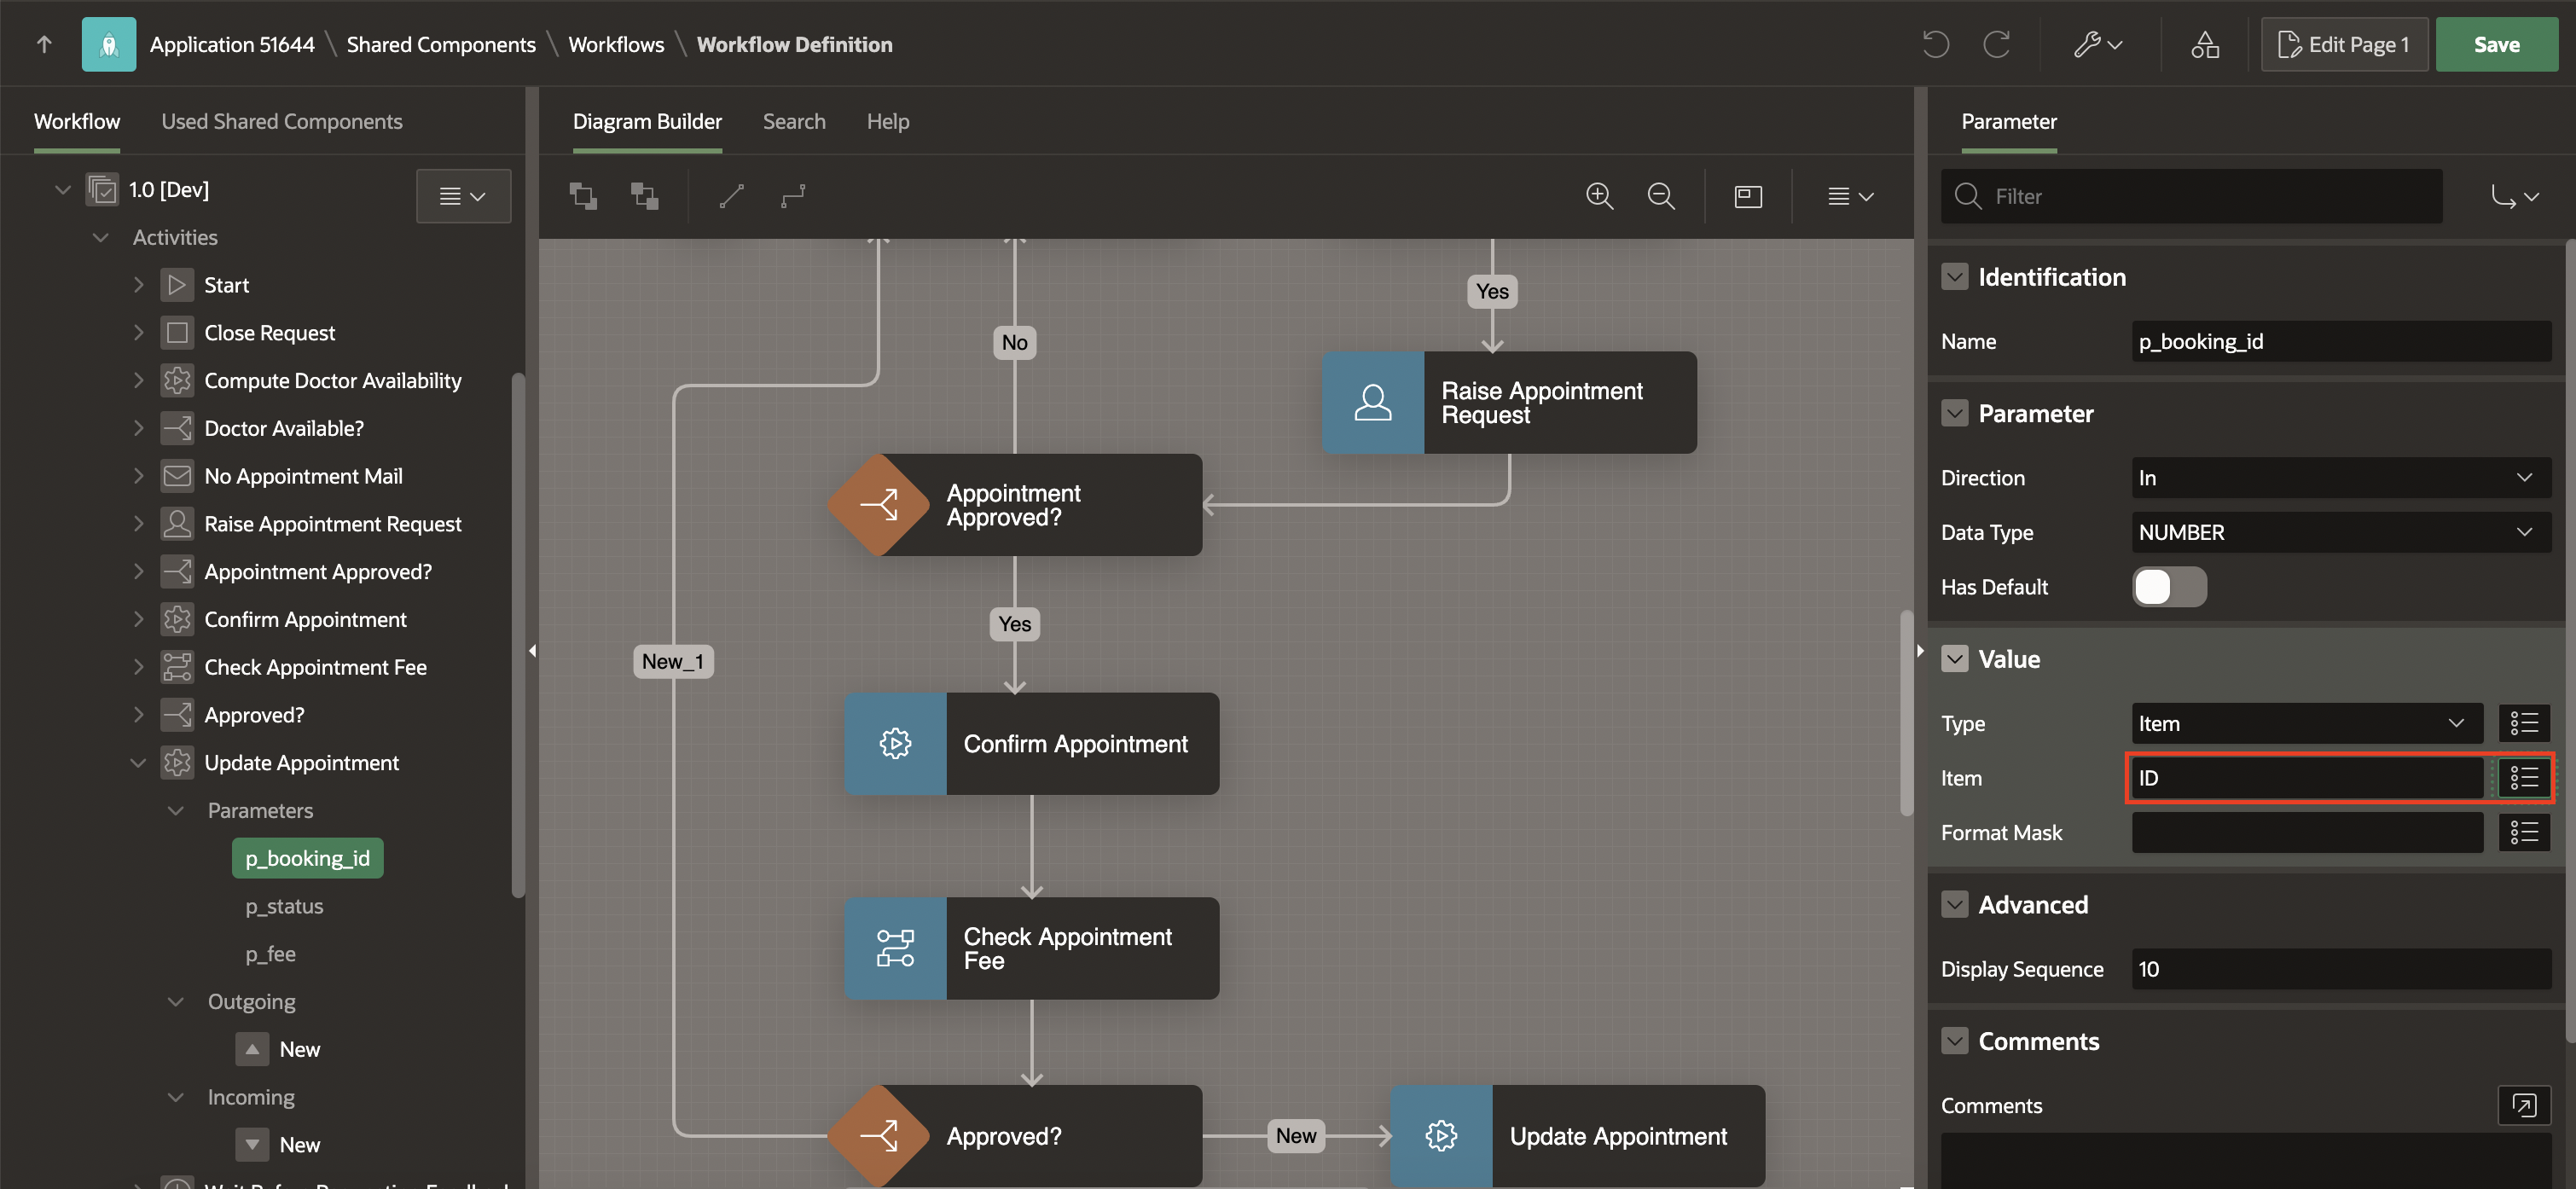 Application 51644 \ Shared Components \ Workflows \ Workflow Definition
Edit Page 1
Save
Workflow
Used Shared Components
1.0 [Dev]
Activities
Start
Close Request
Compute Doctor Availability
Doctor Available?
No Appointment Mail
Raise Appointment Request
Appointment Approved?
Confirm Appointment
Check Appointment Fee
Approved?
Update Appointment
Parameters
p_booking_id
p_status
p_fee
Outgoing
New
Incoming
New
Diagram Builder
Search
Help
Yes
No
Raise Appointment
Request
Appointment
Approved?
Yes
New_1
Confirm Appointment
Check Appointment
Fee
Approved?
New
Update Appointment
Parameter
Filter
Identification
Name
p_booking_id
Parameter
Direction
In
Data Type
NUMBER
Has Default
Value
Type
Item
Item
ID
Format Mask
Advanced
Display Sequence
10
Comments
Comments